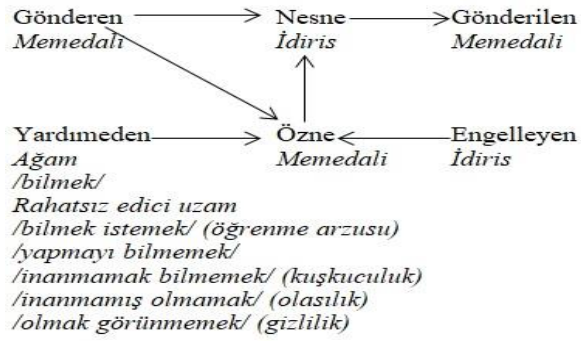 Gönderen Nesne Gönderilen
Memedali İdiris Memedali
Yardımeden Özne Engelleyen
Ağam Memedali İdiris
/bilmek/
Rahatsız edici uzam
/bilmek istemek/ (öğrenme arzusu)
/yapmayı bilmemek/
/inanmamak bilmemek/ (kuşkuculuk)
/inanmamış olmamak/ (olasılık)
/olmak görünmemek/ (gizlilik)